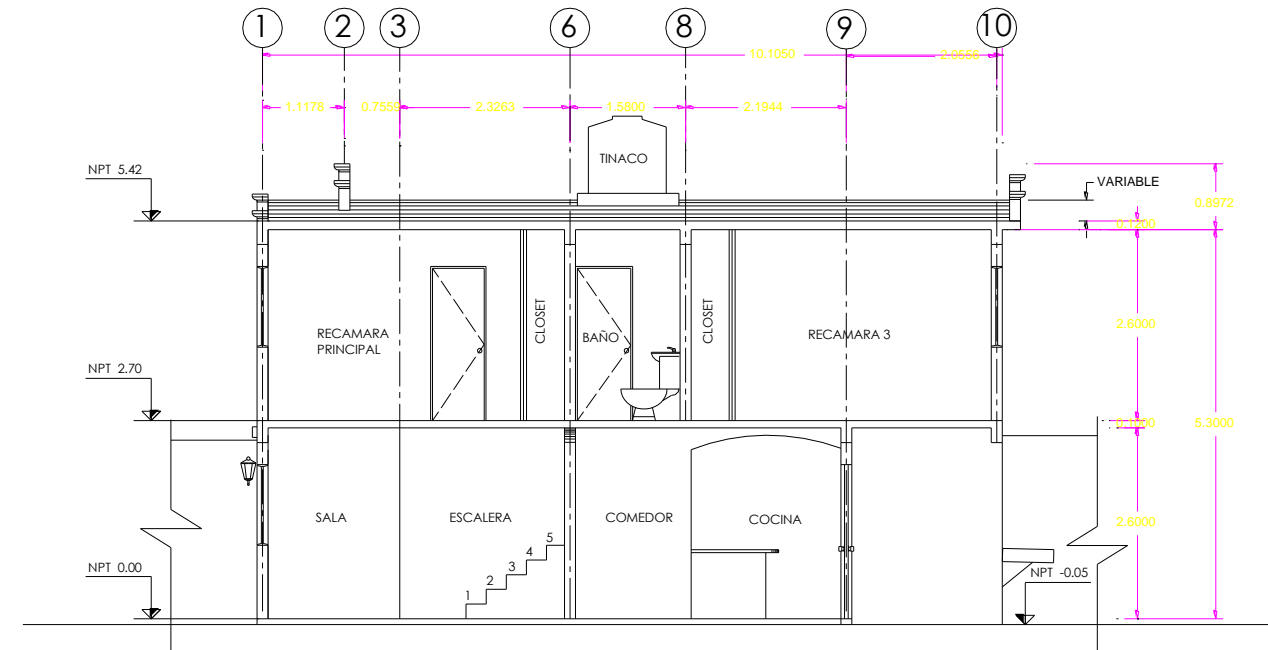 1 2 3 6 8 9 10
10.1050
1.1178 0.7559 2.3263 1.5800 2.1944
TINACO
NPT 5.42
VARIABLE
0.8972
0.1200
RECAMARA
PRINCIPAL
CLOSET
BAÑO
CLOSET
RECAMARA 3
2.6000
NPT 2.70
5.3000
SALA
ESCALERA
COMEDOR
COCINA
2.6000
5
4
3
2
1
NPT 0.00
NPT -0.05